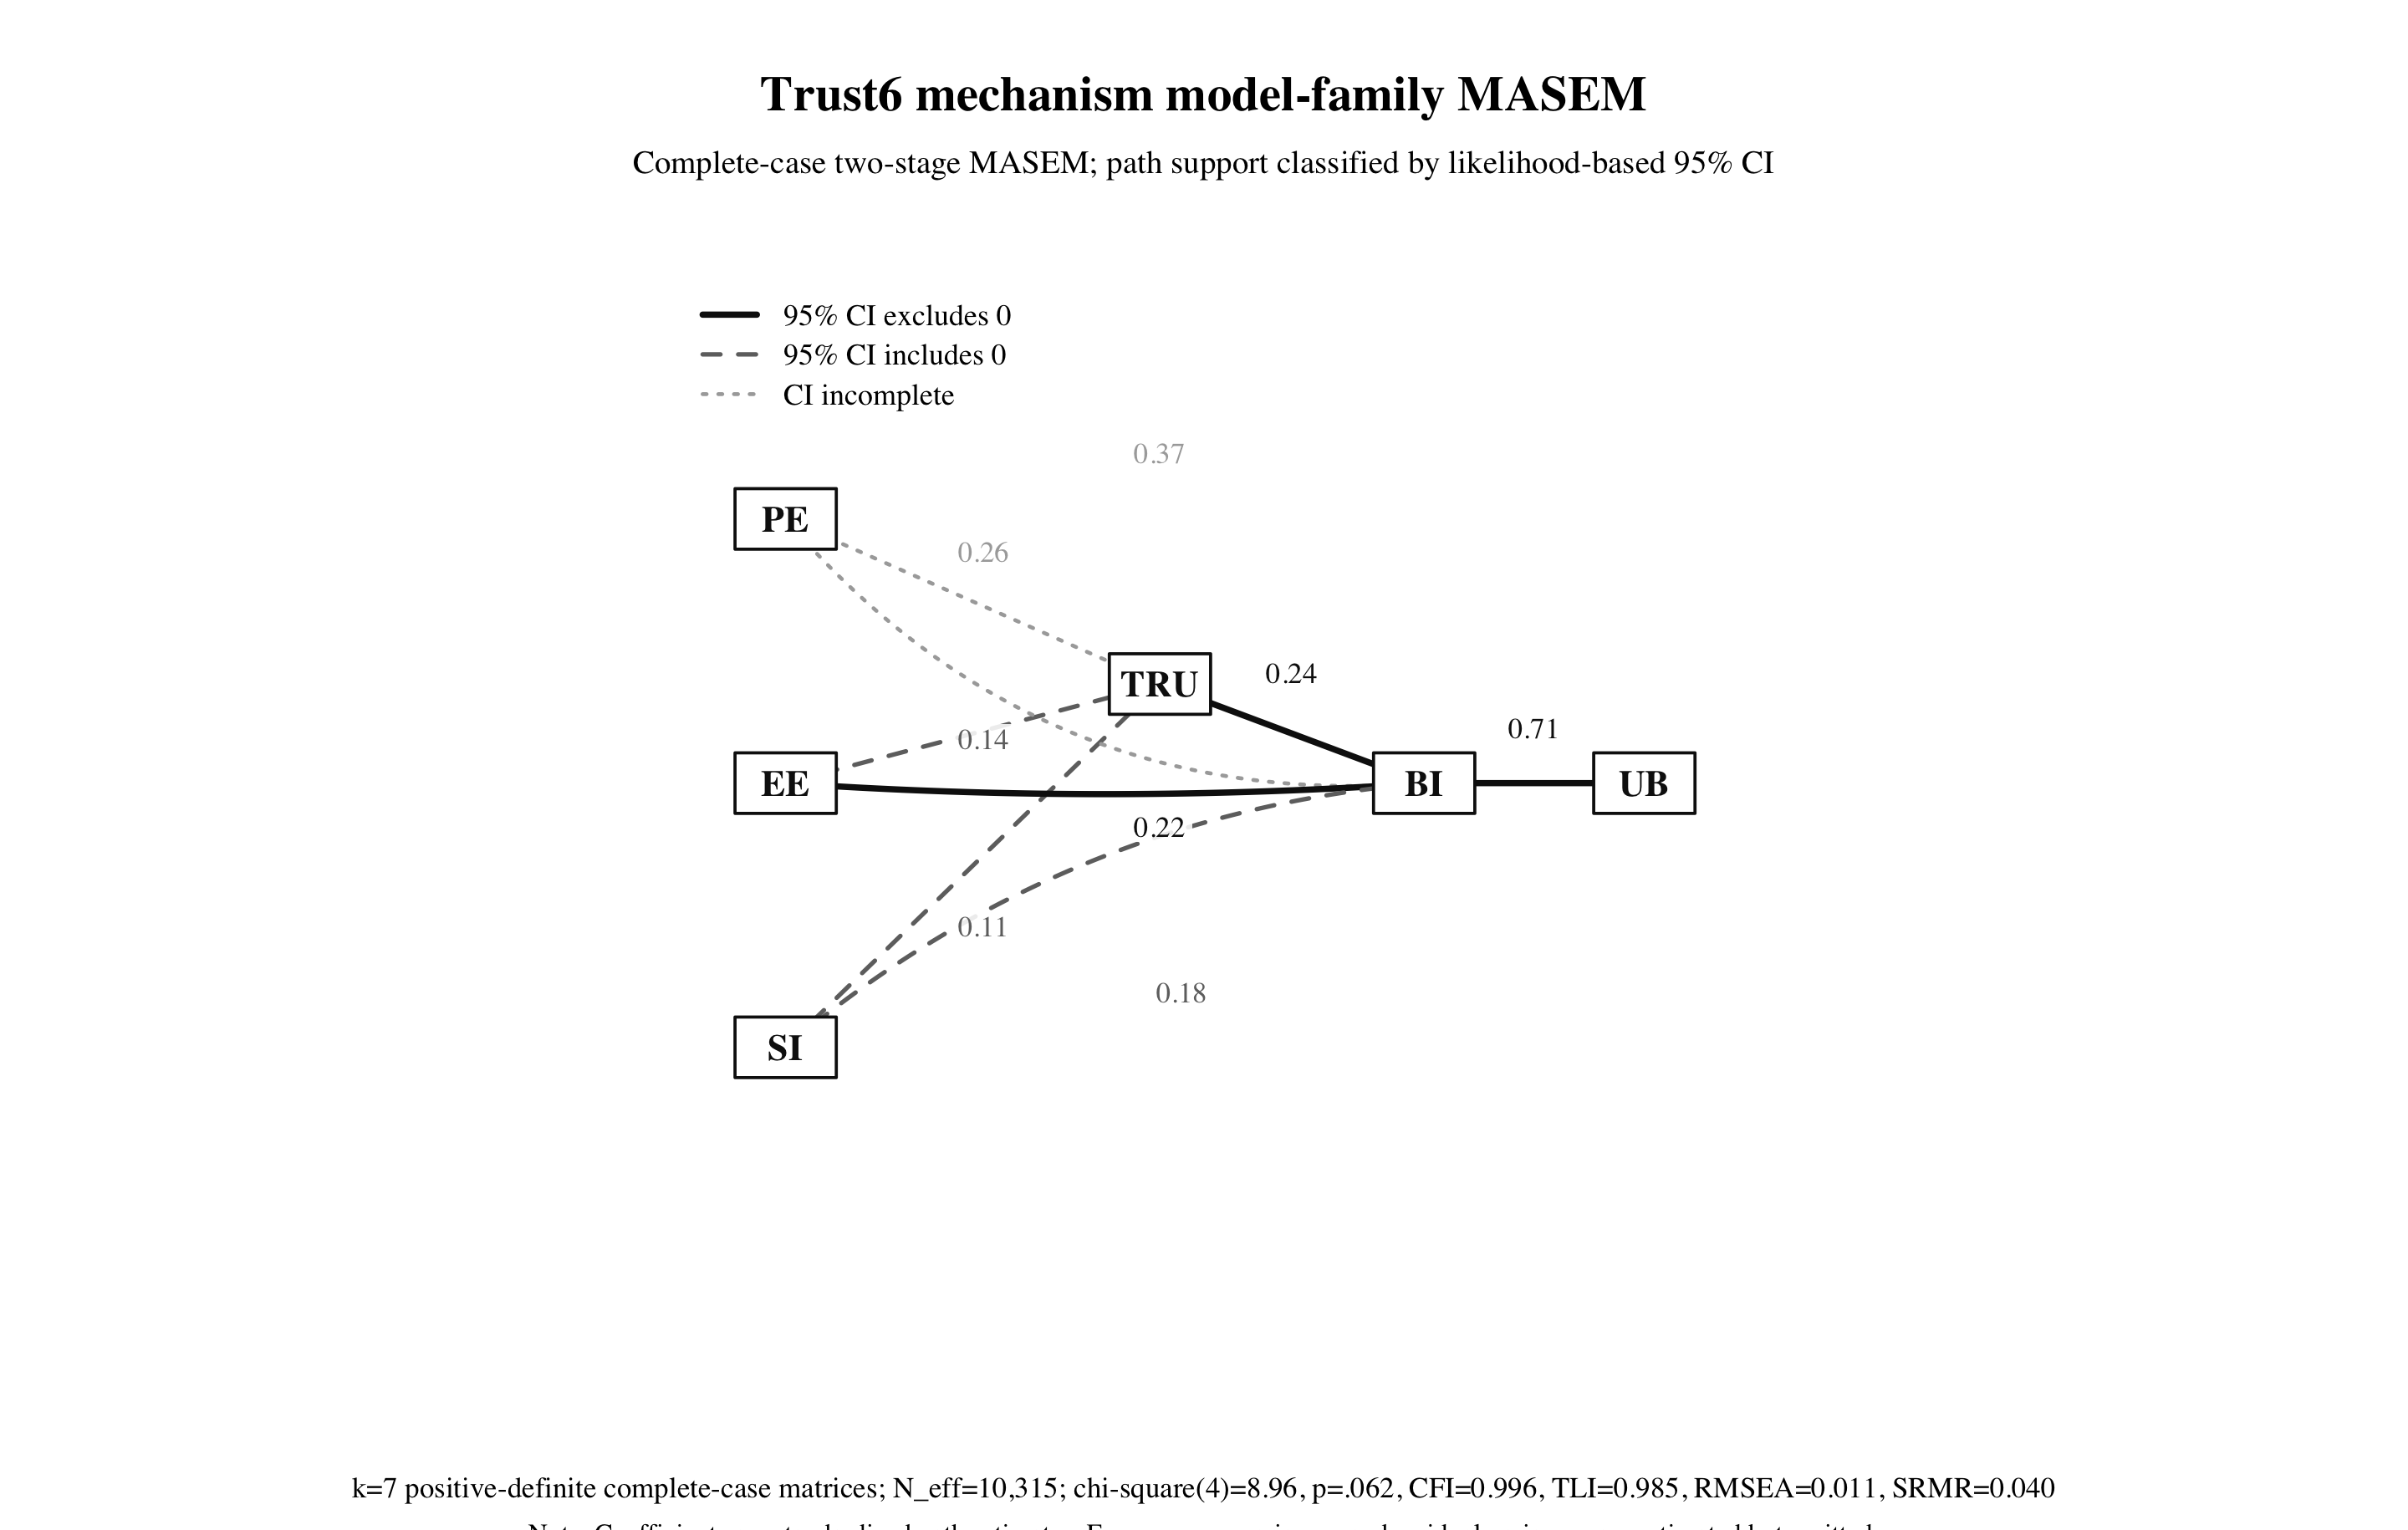 Trust6 mechanism model-family MASEM
Complete-case two-stage MASEM; path support classified by likelihood-based 95% CI
95% CI excludes 0
95% CI includes 0
CI incomplete
0.37
PE
0.26
TRU
0.24
0.71
0.14
EE
BI
UB
0.22
0.11
0.18
SI
k=7 positive-definite complete-case matrices; N_eff=10,315; chi-square(4)=8.96, p=.062, CFI=0.996, TLI=0.985, RMSEA=0.011, SRMR=0.040